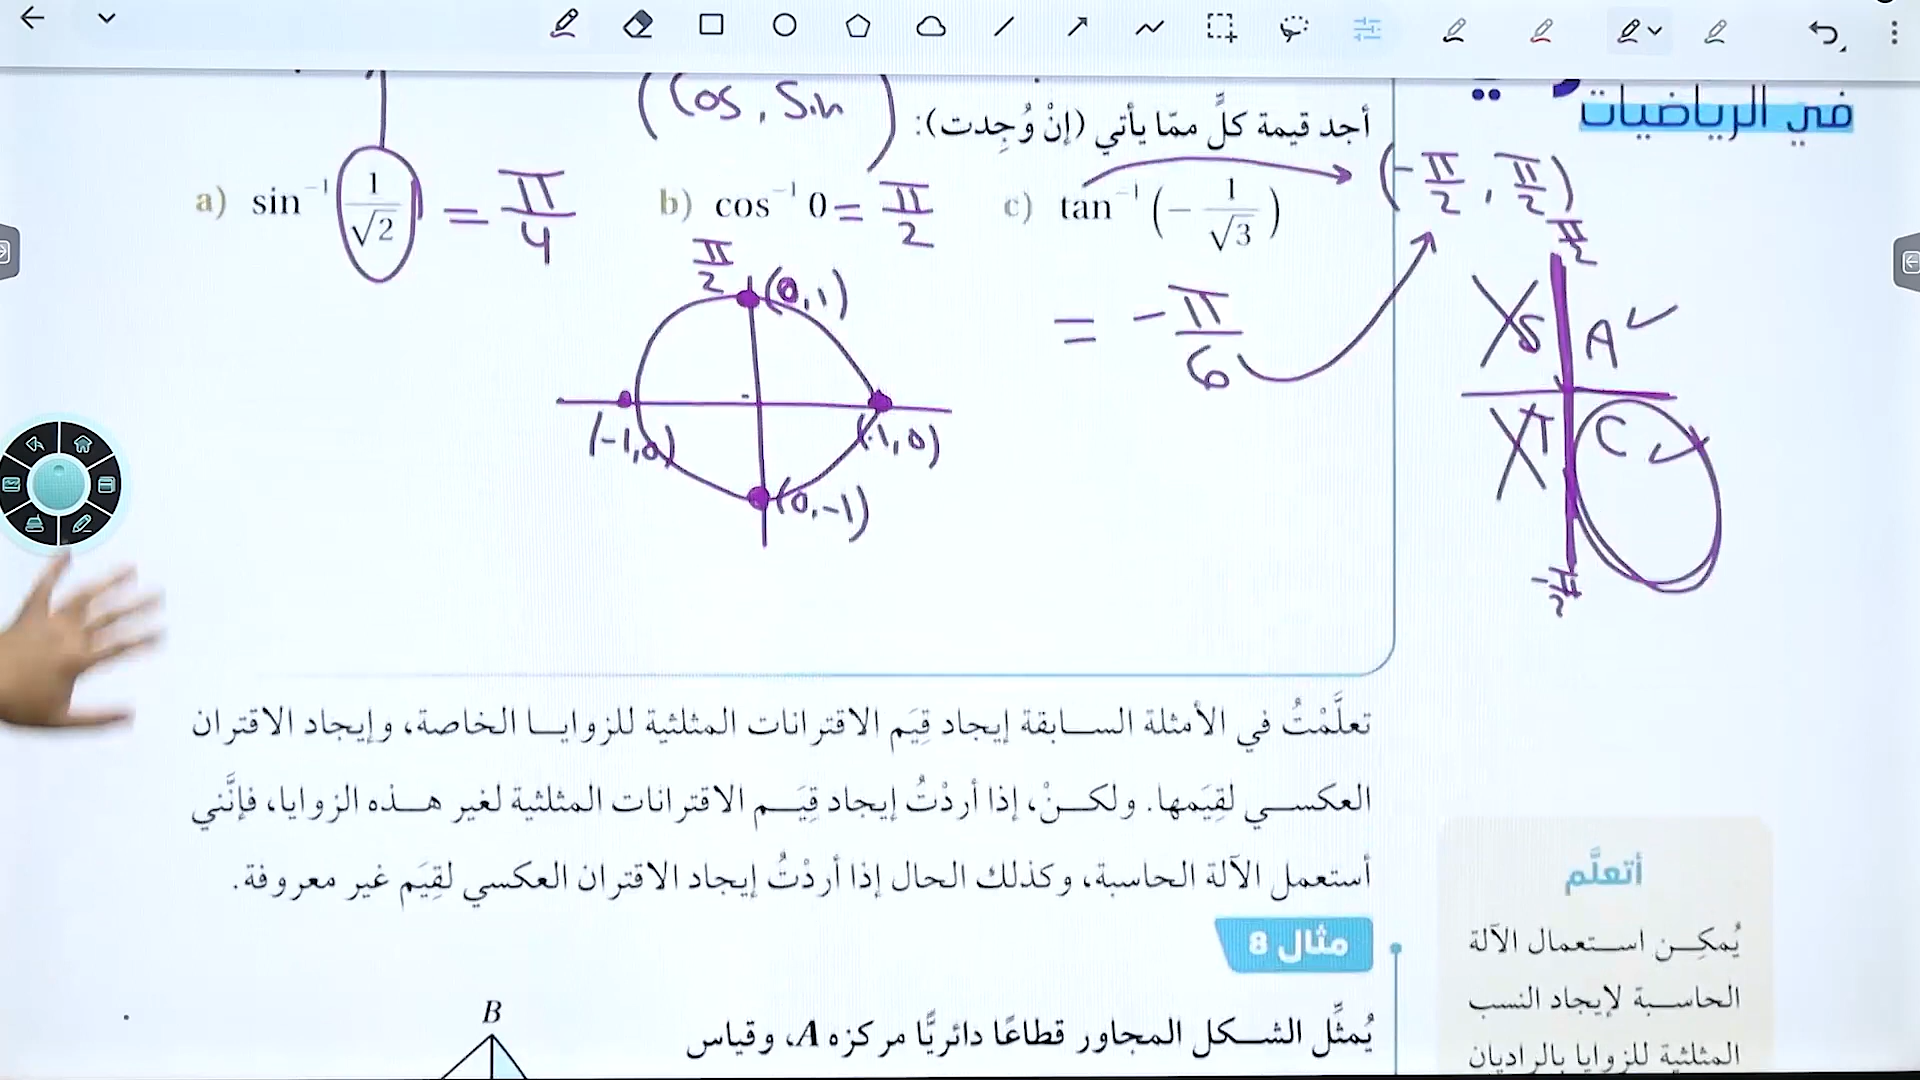 في الرياضيات
(Cos, Sin)
أجد قيمة كلٍّ ممّا يأتي (إنْ وُجِدت):
a) sin⁻¹ 1/√2 = π/4
b) cos⁻¹ 0 = π/2
c) tan⁻¹(− 1/√3)
= − π/6
(−π/2, π/2)
π/2
(0,1)
(−1,0)
(1,0)
(0,−1)
π/2
S
A
T
C
−π/2
تعلَّمْتُ في الأمثلة السابقة إيجاد قِيَم الاقترانات المثلثية للزوايا الخاصة، وإيجاد الاقتران
العكسي لقِيَمها. ولكنْ، إذا أردْتُ إيجاد قِيَم الاقترانات المثلثية لغير هذه الزوايا، فإنَّني
أستعمل الآلة الحاسبة، وكذلك الحال إذا أردْتُ إيجاد الاقتران العكسي لقِيَم غير معروفة.
مثال 8
يُمثِّل الشكل المجاور قطاعًا دائريًّا مركزه A، وقياس
B
أتعلَّم
يُمكِن استعمال الآلة
الحاسبة لإيجاد النسب
المثلثية للزوايا بالراديان